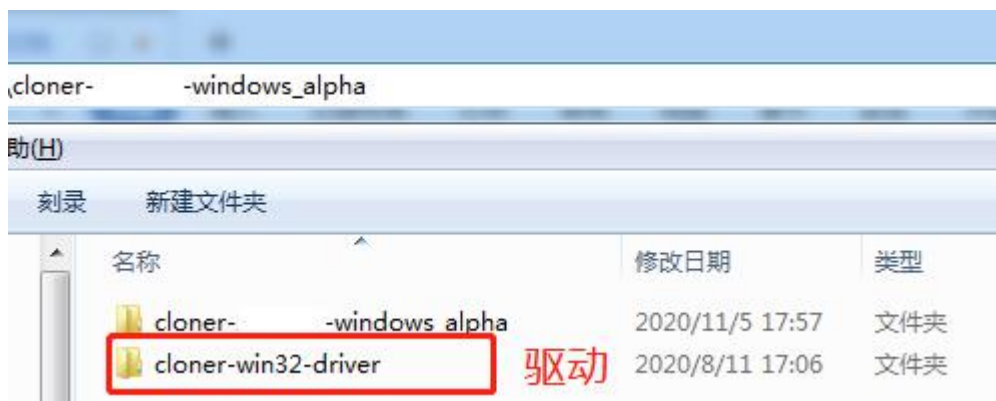 \cloner- -windows_alpha
助(H)
刻录 新建文件夹
名称 修改日期 类型
cloner- -windows_alpha 2020/11/5 17:57 文件夹
cloner-win32-driver 驱动 2020/8/11 17:06 文件夹